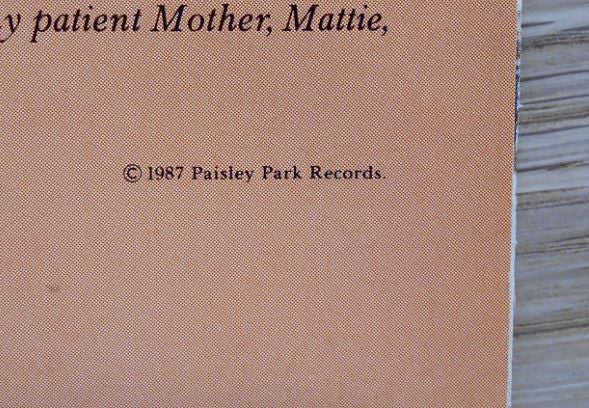 y patient Mother, Mattie,
© 1987 Paisley Park Records.